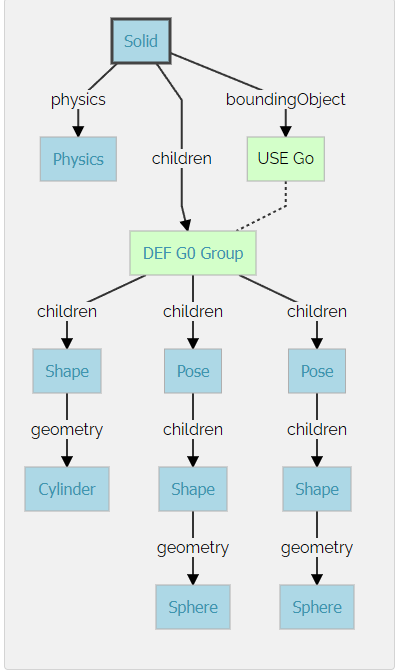 Solid
physics
boundingObject
Physics
children
USE Go
DEF G0 Group
children
children
children
Shape
Pose
Pose
geometry
children
children
Cylinder
Shape
Shape
geometry
geometry
Sphere
Sphere